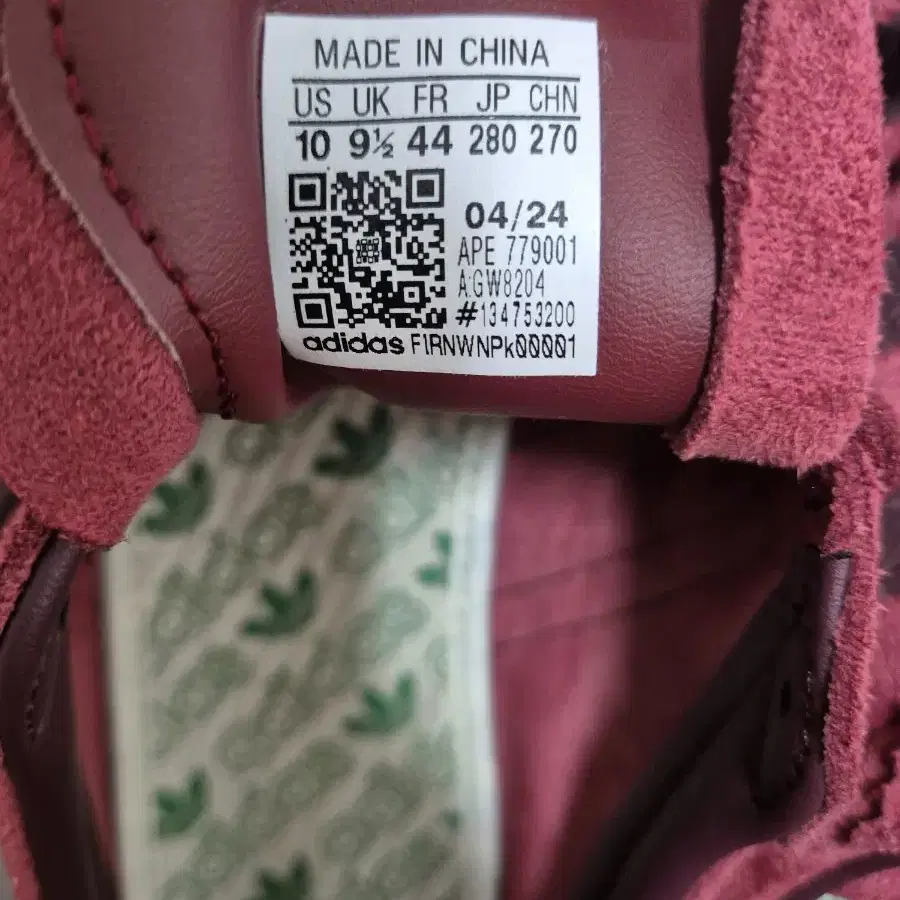 MADE IN CHINA
US UK FR JP CHN
10 9½ 44 280 270
04/24
APE 779001
A:GW8204
#134753200
adidas F1RNWNPk00001